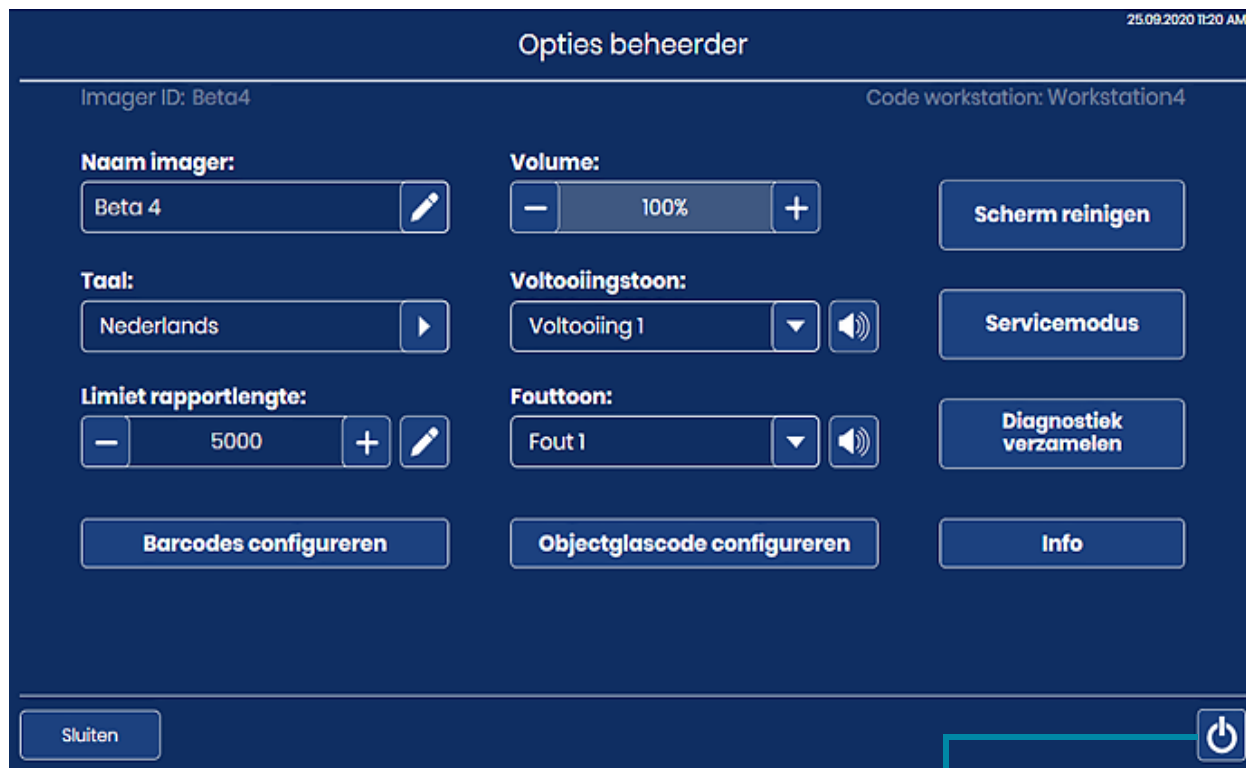 25.09.2020 11:20 AM
Opties beheerder
Imager ID: Beta4
Code workstation: Workstation4
Naam imager:
Volume:
Beta 4
100%
Scherm reinigen
Taal:
Voltooiingstoon:
Nederlands
Voltooiing 1
Servicemodus
Limiet rapportlengte:
Fouttoon:
5000
Fout 1
Diagnostiek
verzamelen
Barcodes configureren
Objectglascode configureren
Info
Sluiten